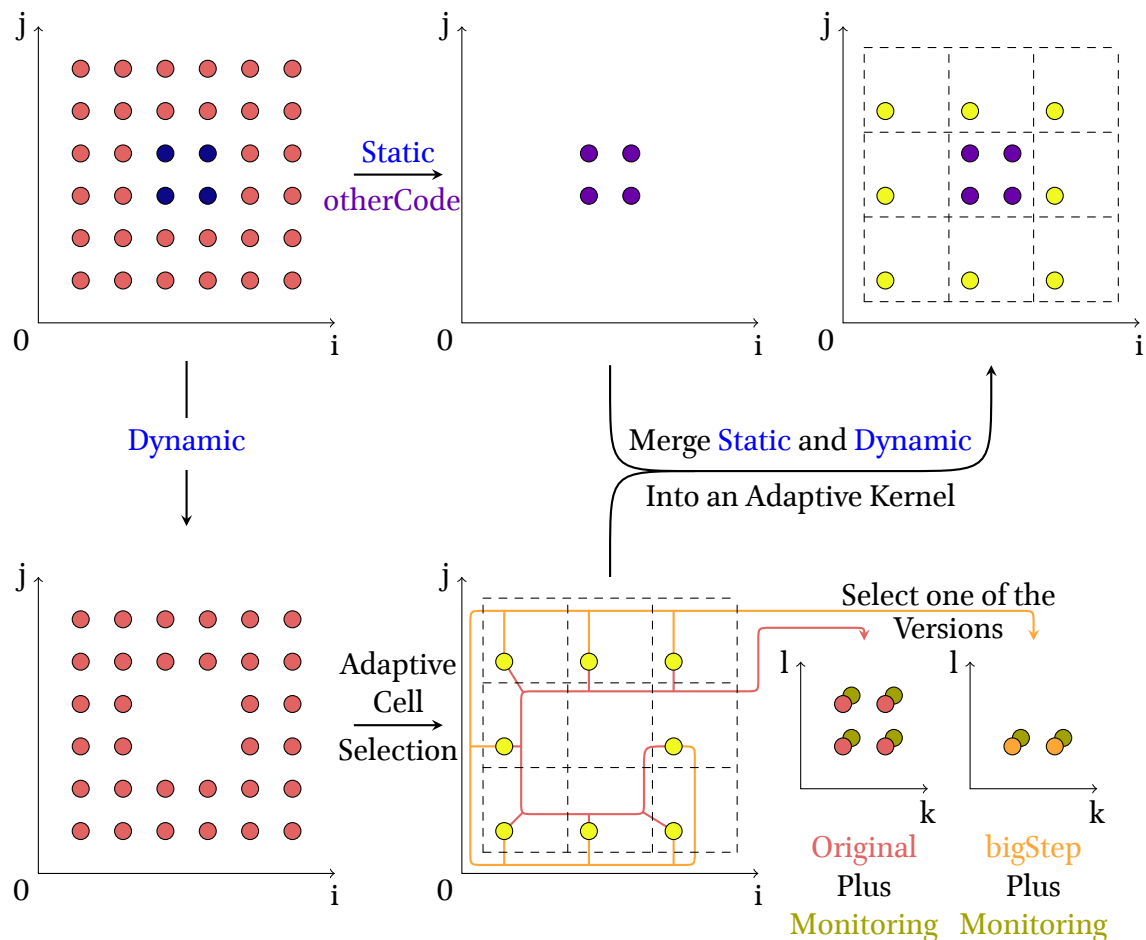 j
0
i
Static
otherCode
j
0
i
j
0
i
Dynamic
Merge Static and Dynamic
Into an Adaptive Kernel
j
0
i
Adaptive
Cell
Selection
j
0
i
Select one of the
Versions
l
k
Original
Plus
Monitoring
l
k
bigStep
Plus
Monitoring